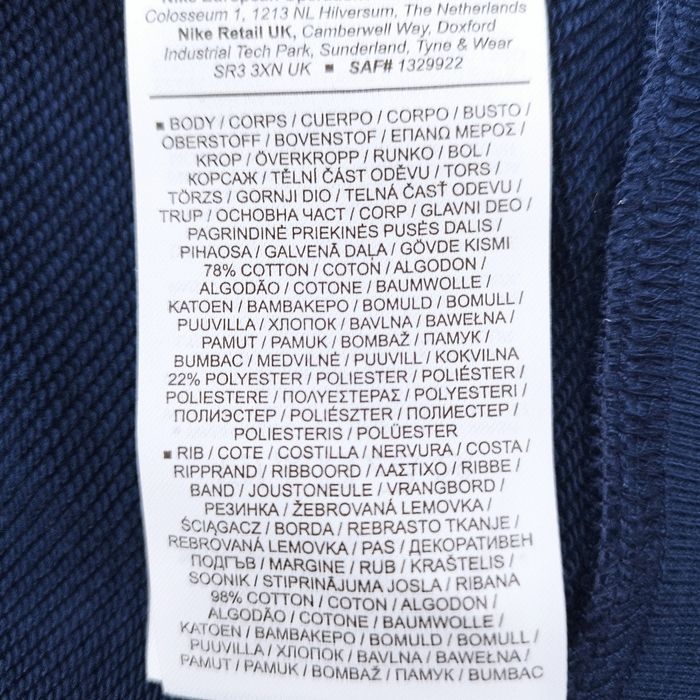 Colosseum 1, 1213 NL Hilversum, The Netherlands
Nike Retail UK, Camberwell Way, Doxford
Industrial Tech Park, Sunderland, Tyne & Wear
SR3 3XN UK ■ SAF# 1329922
■ BODY / CORPS / CUERPO / CORPO / BUSTO /
OBERSTOFF / BOVENSTOF / ΕΠΑΝΩ ΜΕΡΟΣ /
KROP / ÖVERKROPP / RUNKO / BOL /
КОРСАЖ / TĚLNÍ ČÁST ODĚVU / TORS /
TÖRZS / GORNJI DIO / TELNÁ ČASŤ ODEVU /
TRUP / ОСНОВНА ЧАСТ / CORP / GLAVNI DEO /
PAGRINDINĖ PRIEKINĖS PUSĖS DALIS /
PIHAOSA / GALVENĀ DAĻA / GÖVDE KISMI
78% COTTON / COTON / ALGODON /
ALGODÃO / COTONE / BAUMWOLLE /
KATOEN / ΒΑΜΒΑΚΕΡΟ / BOMULD / BOMULL /
PUUVILLA / ХЛОПОК / BAVLNA / BAWEŁNA /
PAMUT / PAMUK / BOMBAŽ / ПАМУК /
BUMBAC / MEDVILNĖ / PUUVILL / KOKVILNA
22% POLYESTER / POLIESTER / POLIÉSTER /
POLIESTERE / ΠΟΛΥΕΣΤΕΡΑΣ / POLYESTERI /
ПОЛИЭСТЕР / POLIÉSZTER / ПОЛИЕСТЕР /
POLIESTERIS / POLÜESTER
■ RIB / COTE / COSTILLA / NERVURA / COSTA /
RIPPRAND / RIBBOORD / ΛΑΣΤΙΧΟ / RIBBE /
BAND / JOUSTONEULE / VRANGBORD /
РЕЗИНКА / ŽEBROVANÁ LEMOVKA /
ŚCIĄGACZ / BORDA / REBRASTO TKANJE /
REBROVANÁ LEMOVKA / PAS / ДЕКОРАТИВЕН
ПОДГЪВ / MARGINE / RUB / KRAŠTELIS /
SOONIK / STIPRINĀJUMA JOSLA / RIBANA
98% COTTON / COTON / ALGODON /
ALGODÃO / COTONE / BAUMWOLLE /
KATOEN / ΒΑΜΒΑΚΕΡΟ / BOMULD / BOMULL /
PUUVILLA / ХЛОПОК / BAVLNA / BAWEŁNA /
PAMUT / PAMUK / BOMBAŽ / ПАМУК / BUMBAC